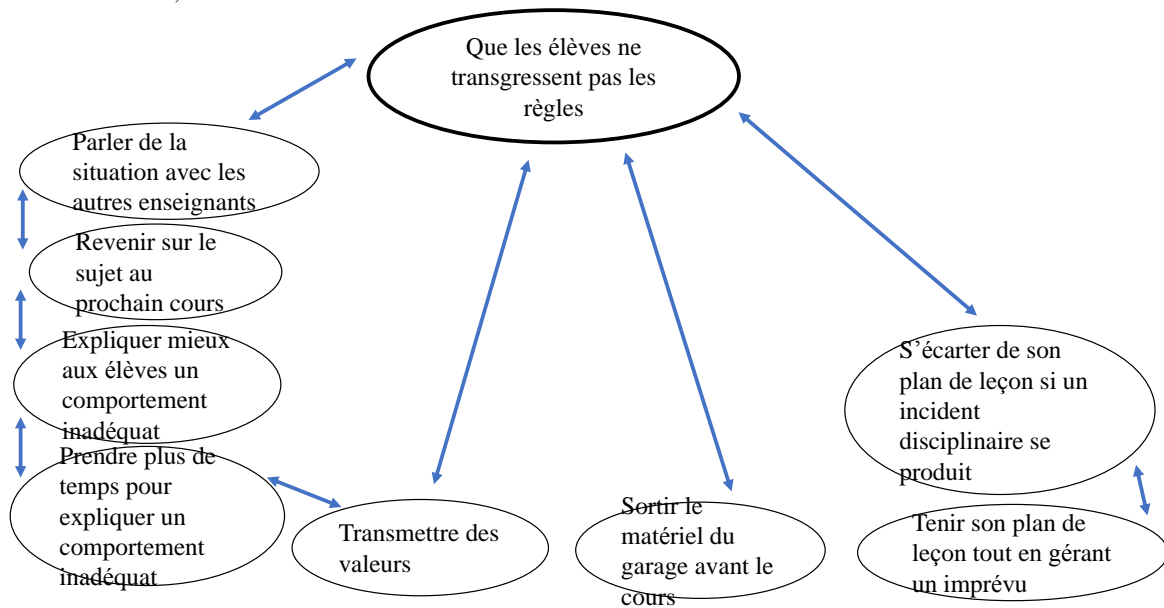 Que les élèves ne
transgressent pas les
règles
Parler de la
situation avec les
autres enseignants
Revenir sur le
sujet au
prochain cours
Expliquer mieux
aux élèves un
comportement
inadéquat
Prendre plus de
temps pour
expliquer un
comportement
inadéquat
Transmettre des
valeurs
Sortir le
matériel du
garage avant le
cours
S’écarter de son
plan de leçon si un
incident
disciplinaire se
produit
Tenir son plan de
leçon tout en gérant
un imprévu